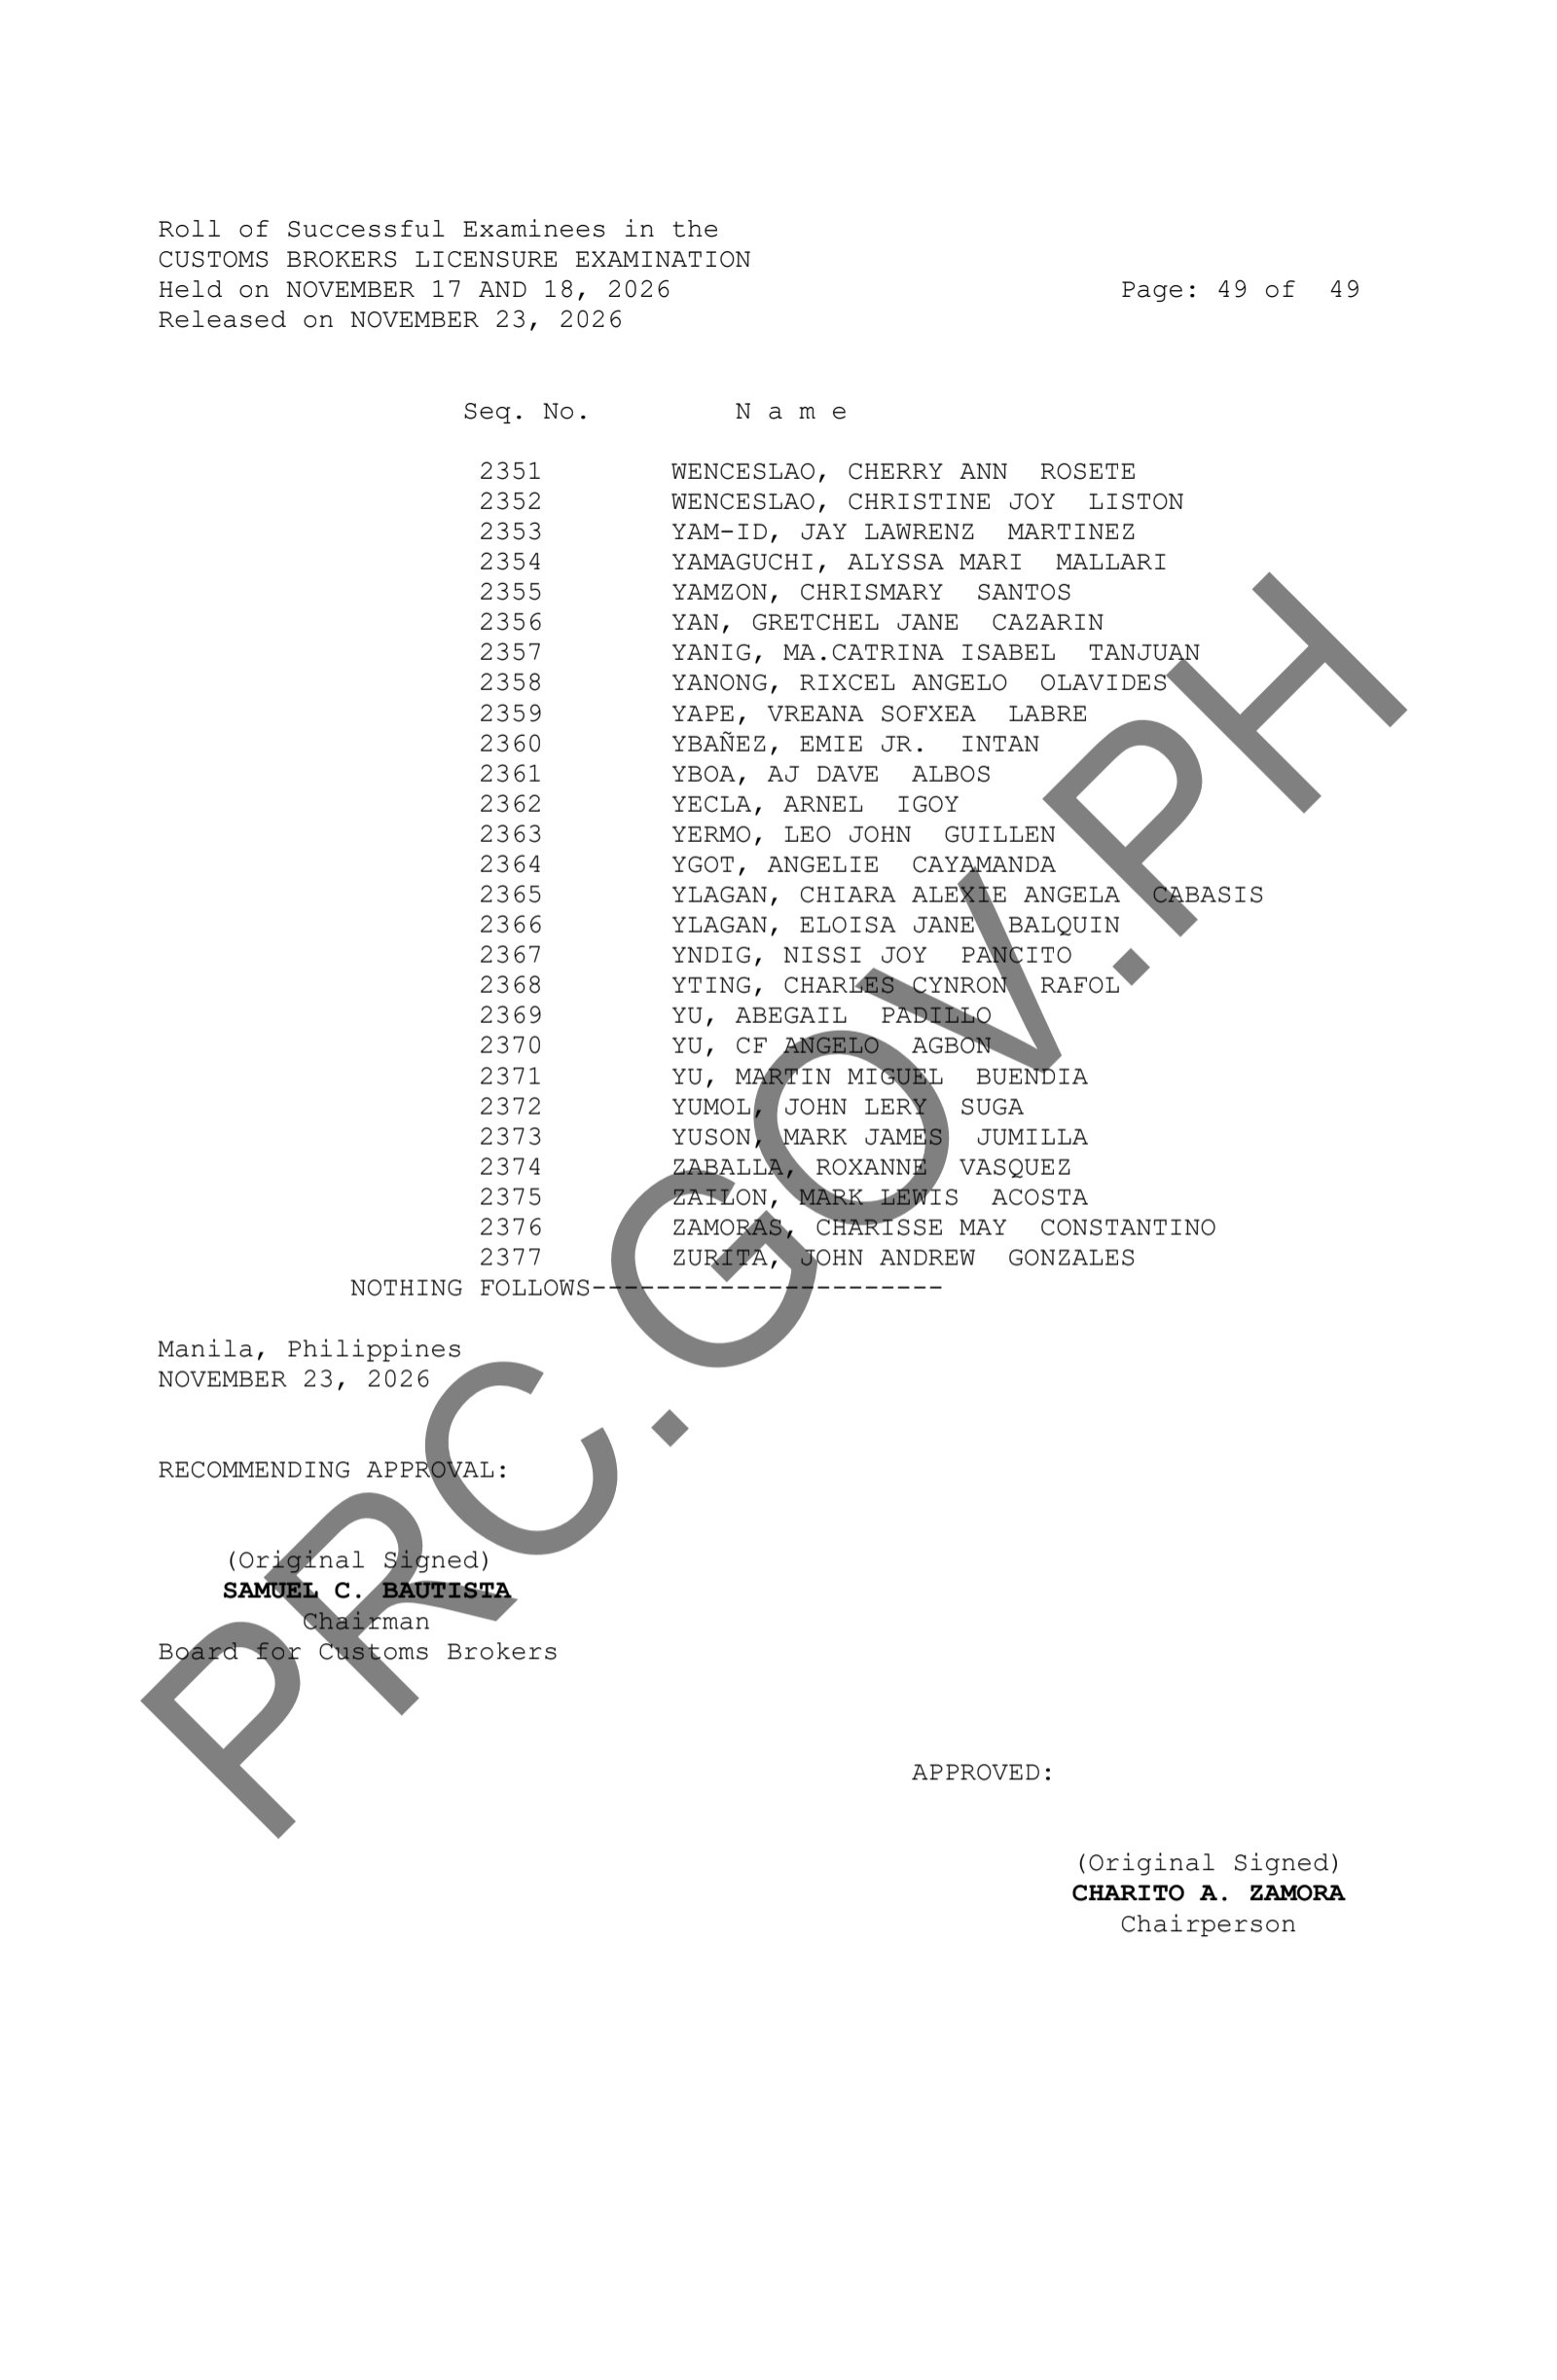 Roll of Successful Examinees in the
CUSTOMS BROKERS LICENSURE EXAMINATION
Held on NOVEMBER 17 AND 18, 2026 Page: 49 of 49
Released on NOVEMBER 23, 2026
Seq. No. N a m e
2351 WENCESLAO, CHERRY ANN ROSETE
2352 WENCESLAO, CHRISTINE JOY LISTON
2353 YAM-ID, JAY LAWRENZ MARTINEZ
2354 YAMAGUCHI, ALYSSA MARI MALLARI
2355 YAMZON, CHRISMARY SANTOS
2356 YAN, GRETCHEL JANE CAZARIN
2357 YANIG, MA.CATRINA ISABEL TANJUAN
2358 YANONG, RIXCEL ANGELO OLAVIDES
2359 YAPE, VREANA SOFXEA LABRE
2360 YBAÑEZ, EMIE JR. INTAN
2361 YBOA, AJ DAVE ALBOS
2362 YECLA, ARNEL IGOY
2363 YERMO, LEO JOHN GUILLEN
2364 YGOT, ANGELIE CAYAMANDA
2365 YLAGAN, CHIARA ALEXIE ANGELA CABASIS
2366 YLAGAN, ELOISA JANE BALQUIN
2367 YNDIG, NISSI JOY PANCITO
2368 YTING, CHARLES CYNRON RAFOL
2369 YU, ABEGAIL PADILLO
2370 YU, CF ANGELO AGBON
2371 YU, MARTIN MIGUEL BUENDIA
2372 YUMOL, JOHN LERY SUGA
2373 YUSON, MARK JAMES JUMILLA
2374 ZABALLA, ROXANNE VASQUEZ
2375 ZAILON, MARK LEWIS ACOSTA
2376 ZAMORAS, CHARISSE MAY CONSTANTINO
2377 ZURITA, JOHN ANDREW GONZALES
NOTHING FOLLOWS----------------------
Manila, Philippines
NOVEMBER 23, 2026
RECOMMENDING APPROVAL:
(Original Signed)
SAMUEL C. BAUTISTA
Chairman
Board for Customs Brokers
APPROVED:
(Original Signed)
CHARITO A. ZAMORA
Chairperson
PRC.GOV.PH